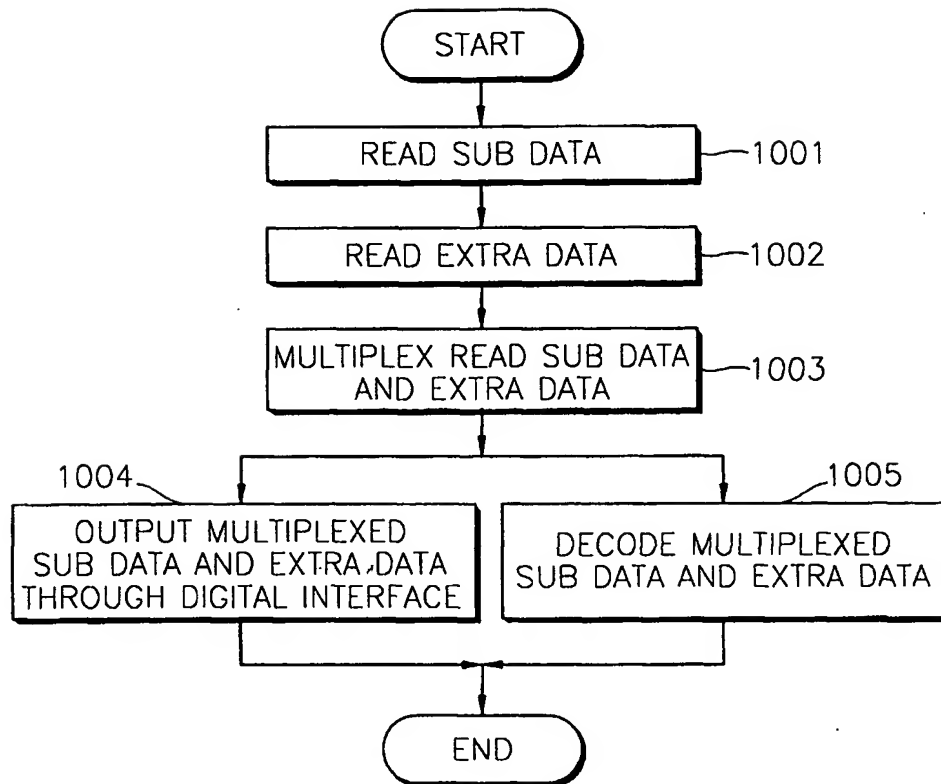 START
READ SUB DATA
1001
READ EXTRA DATA
1002
MULTIPLEX READ SUB DATA
AND EXTRA DATA
1003
1004
OUTPUT MULTIPLEXED
SUB DATA AND EXTRA DATA
THROUGH DIGITAL INTERFACE
1005
DECODE MULTIPLEXED
SUB DATA AND EXTRA DATA
END